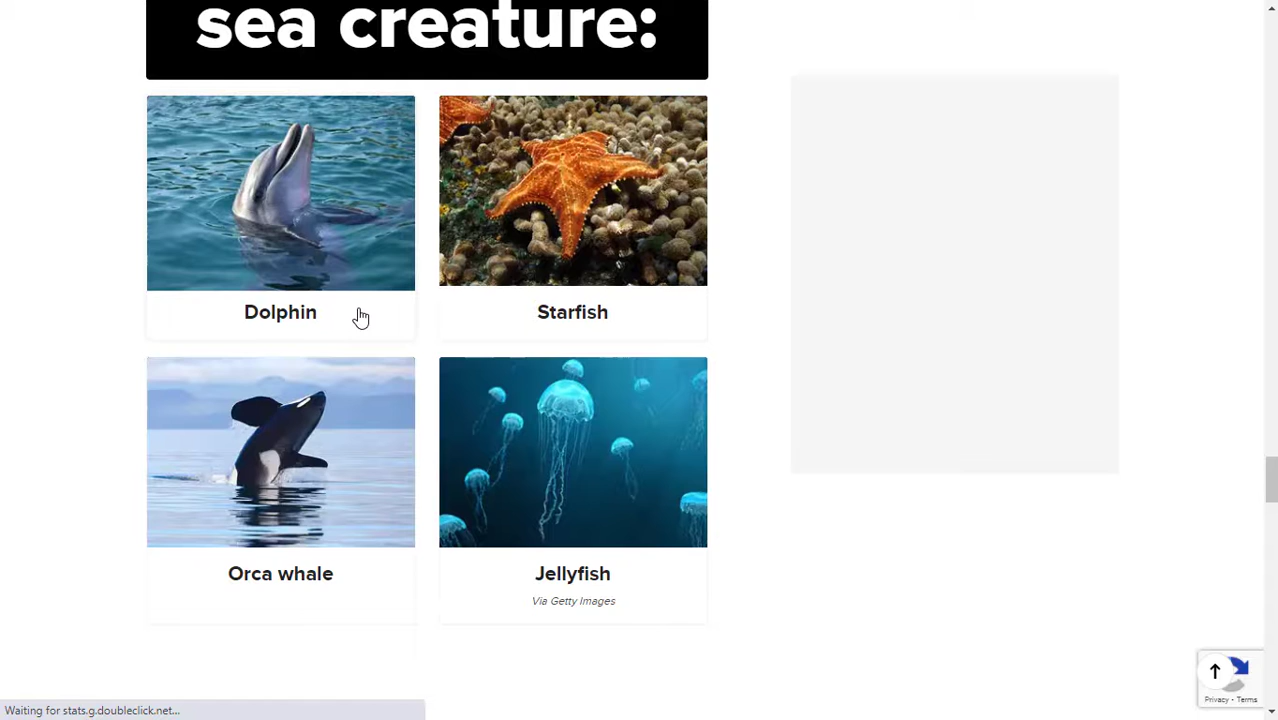 sea creature:
Dolphin
Starfish
Orca whale
Jellyfish
Via Getty Images
Privacy - Terms
Waiting for stats.g.doubleclick.net...